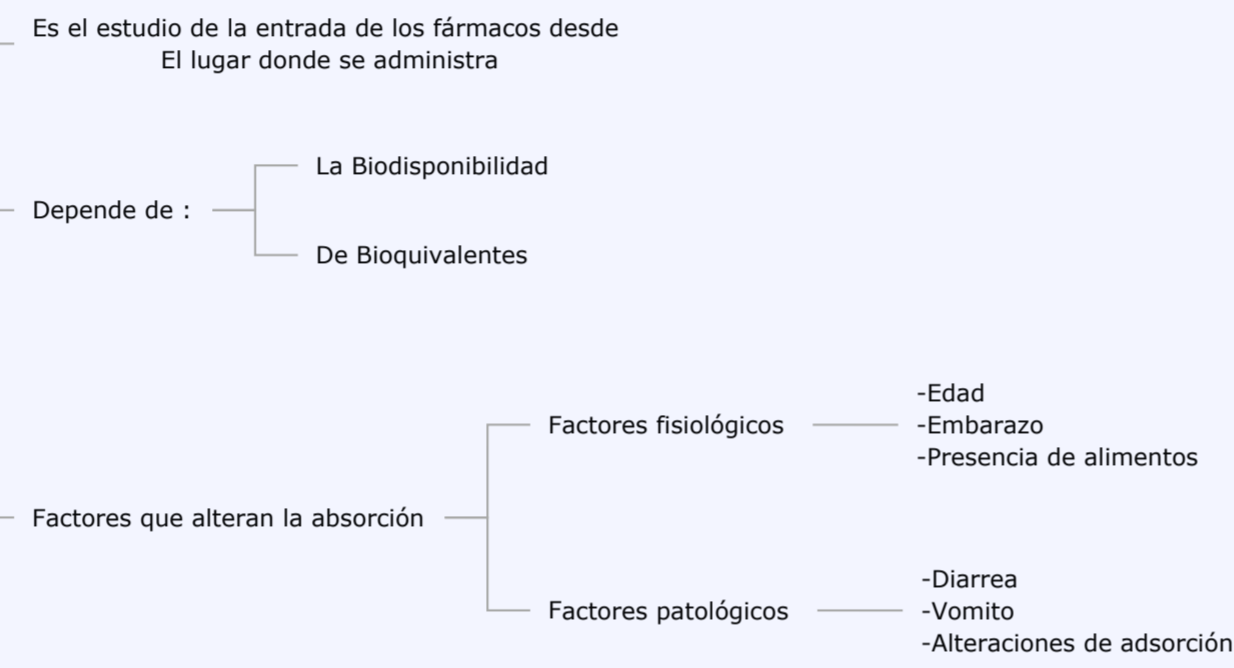 Es el estudio de la entrada de los fármacos desde
El lugar donde se administra
La Biodisponibilidad
Depende de :
De Bioquivalentes
-Edad
Factores fisiológicos
-Embarazo
-Presencia de alimentos
Factores que alteran la absorción
-Diarrea
Factores patológicos
-Vomito
-Alteraciones de adsorción